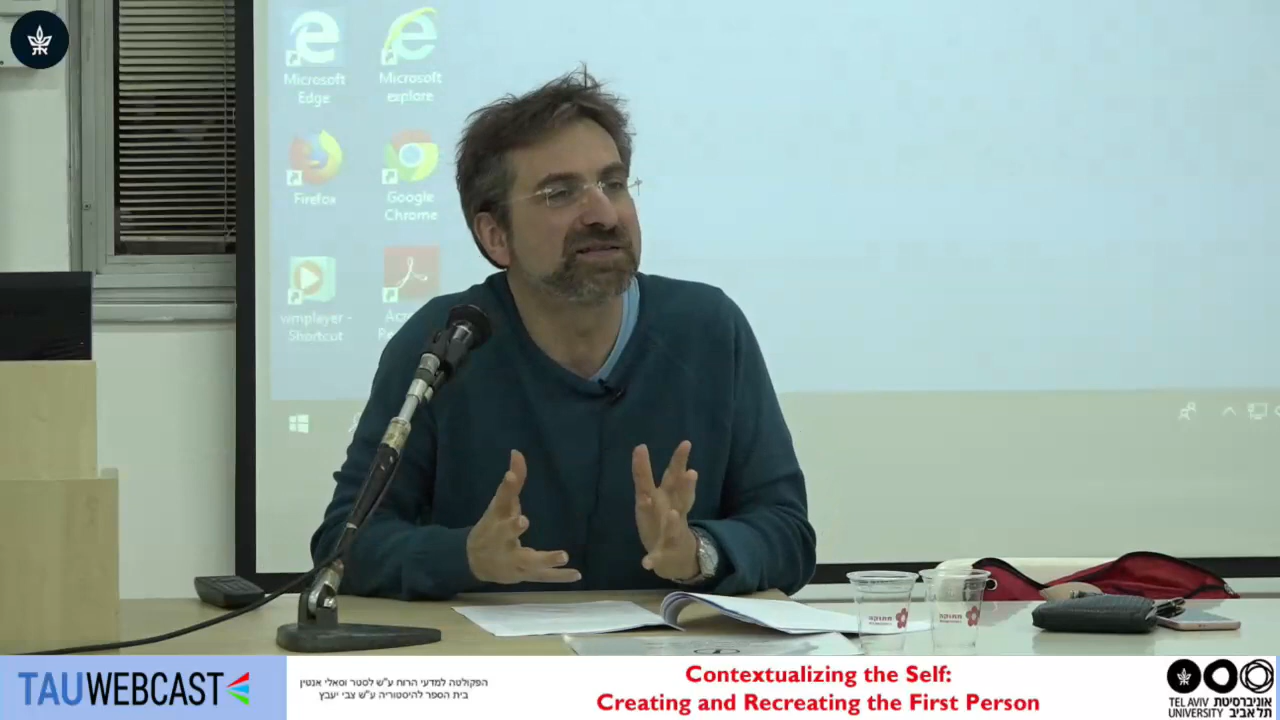 Microsoft
Edge
Microsoft
explore
Firefox
Google
Chrome
wmplayer -
Shortcut
TAUWEBCAST
הפקולטה למדעי הרוח ע"ש לסטר וסאלי אנטין
בית הספר להיסטוריה ע"ש צבי יעבץ
Contextualizing the Self:
Creating and Recreating the First Person
TEL AVIV
UNIVERSITY
אוניברסיטת
תל אביב